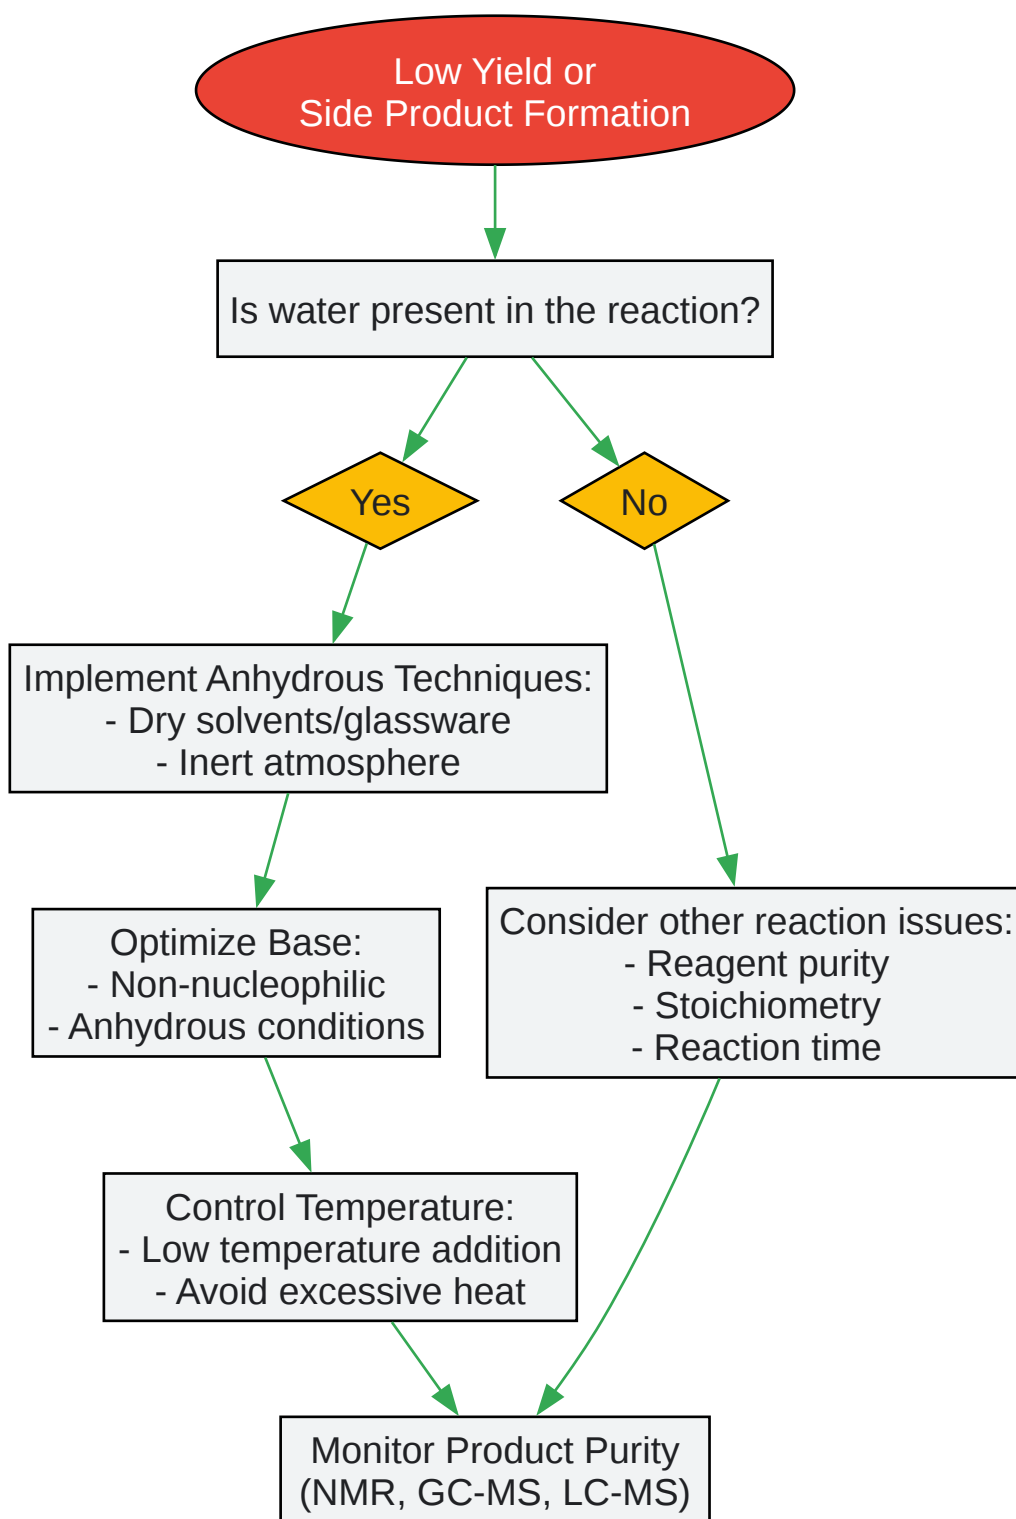 Low Yield or
Side Product Formation
Is water present in the reaction?
Yes
No
Implement Anhydrous Techniques:
- Dry solvents/glassware
- Inert atmosphere
Optimize Base:
- Non-nucleophilic
- Anhydrous conditions
Consider other reaction issues:
- Reagent purity
- Stoichiometry
- Reaction time
Control Temperature:
- Low temperature addition
- Avoid excessive heat
Monitor Product Purity
(NMR, GC-MS, LC-MS)